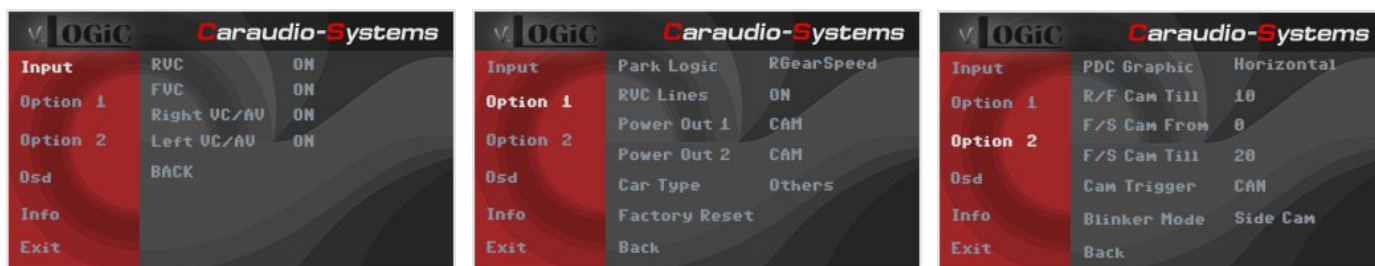 v.LOGiC Caraudio-Systems
Input RVC ON
FVC ON
Option 1 Right VC/AV ON
Option 2 Left VC/AV ON
Osd BACK
Info
Exit
v.LOGiC Caraudio-Systems
Input Park Logic RGearSpeed
Option 1 RVC Lines ON
Power Out 1 CAM
Option 2 Power Out 2 CAM
Osd Car Type Others
Info Factory Reset
Exit Back
v.LOGiC Caraudio-Systems
Input PDC Graphic Horizontal
Option 1 R/F Cam Till 10
F/S Cam From 0
Option 2 F/S Cam Till 20
Osd Cam Trigger CAN
Info Blinker Mode Side Cam
Exit Back